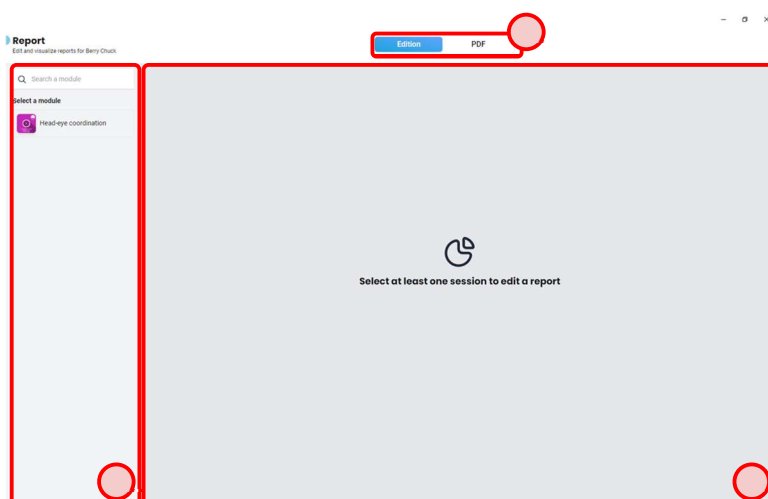 Report
Edit and visualize reports for Berry Chuck
Edition
PDF
Search a module
Select a module
Head-eye coordination
Select at least one session to edit a report